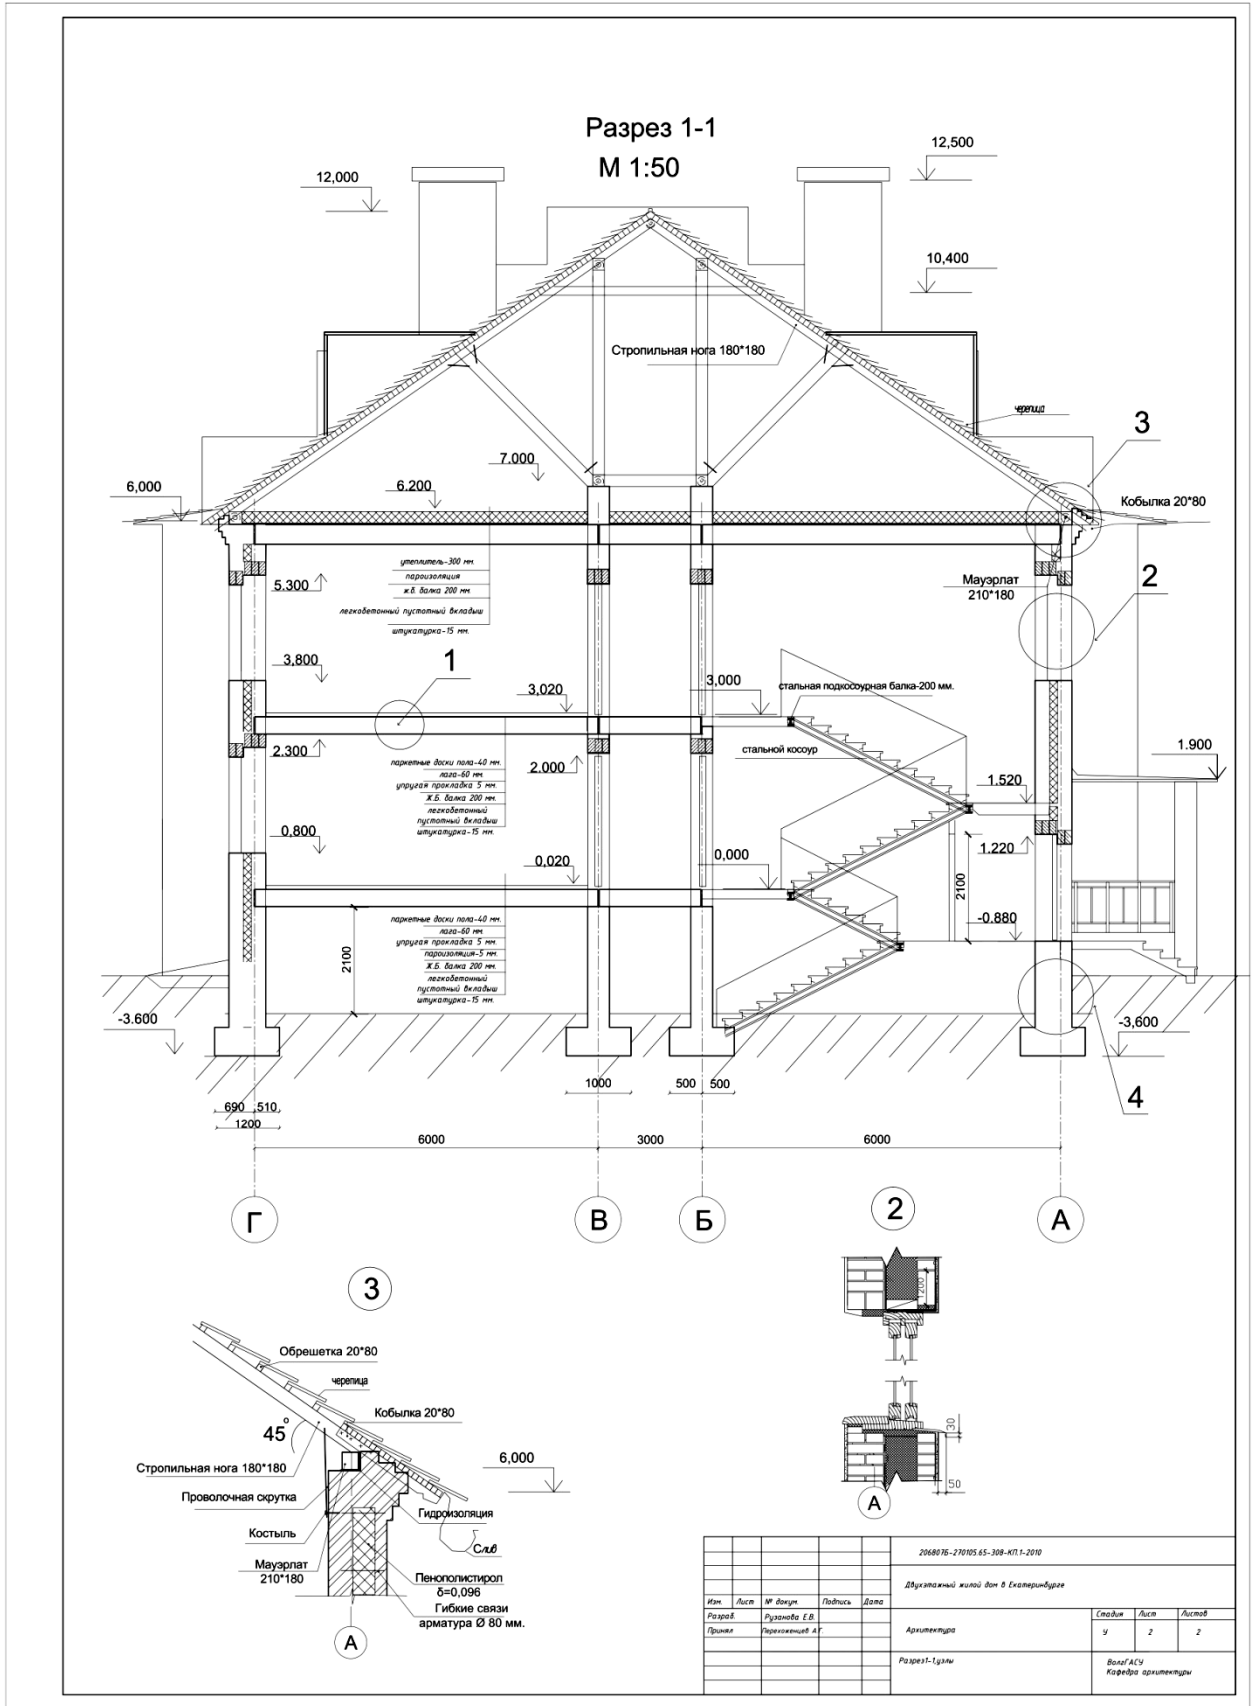 Разрез 1-1
М 1:50
12,000
12,500
10,400
Стропильная нога 180*180
черепица
3
7.000
6,000
6.200
Кобылка 20*80
утеплитель-300 мм.
пароизоляция
ж.б. балка 200 мм
легкобетонный пустотный вкладыш
штукатурка-15 мм.
5.300
Мауэрлат
210*180
2
3,800
1
3,020
3,000
стальная подкосоурная балка-200 мм.
стальной косоур
2.300
2.000
1.900
паркетные доски пола-40 мм.
лага-60 мм.
упругая прокладка 5 мм.
Ж.Б. балка 200 мм.
легкобетонный
пустотный вкладыш
штукатурка-15 мм.
1.520
0,800
0,020
0,000
1.220
2100
-0.880
паркетные доски пола-40 мм.
лага-60 мм.
упругая прокладка 5 мм.
пароизоляция-5 мм.
Ж.Б. балка 200 мм.
легкобетонный
пустотный вкладыш
штукатурка-15 мм.
2100
-3.600
-3,600
4
690
510
1200
1000
500
500
6000
3000
6000
Г
В
Б
А
3
2
Обрешетка 20*80
черепица
Кобылка 20*80
45°
Стропильная нога 180*180
6,000
Проволочная скрутка
Гидроизоляция
Костыль
Слив
Мауэрлат
210*180
Пенополистирол
δ=0,096
Гибкие связи
арматура Ø 80 мм.
А
1200
30
50
А
2068076-270105.65-308-КП.1-2010
Двухэтажный жилой дом в Екатеринбурге
Изм. Лист № докум. Подпись Дата
Разраб. Рузанова Е.В.
Принял Перехоженцев А.Г.
Архитектура
Стадия Лист Листов
У 2 2
Разрез1-1,узлы
ВолгГАСУ
Кафедра архитектуры